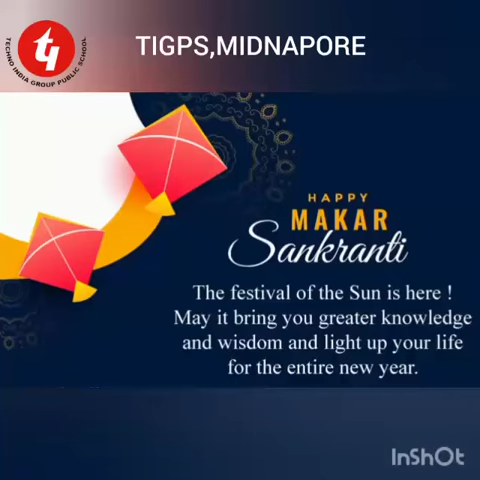 TECHNO INDIA GROUP PUBLIC SCHOOL
TIGPS,MIDNAPORE
HAPPY
MAKAR
Sankranti
The festival of the Sun is here !
May it bring you greater knowledge
and wisdom and light up your life
for the entire new year.
InShOt